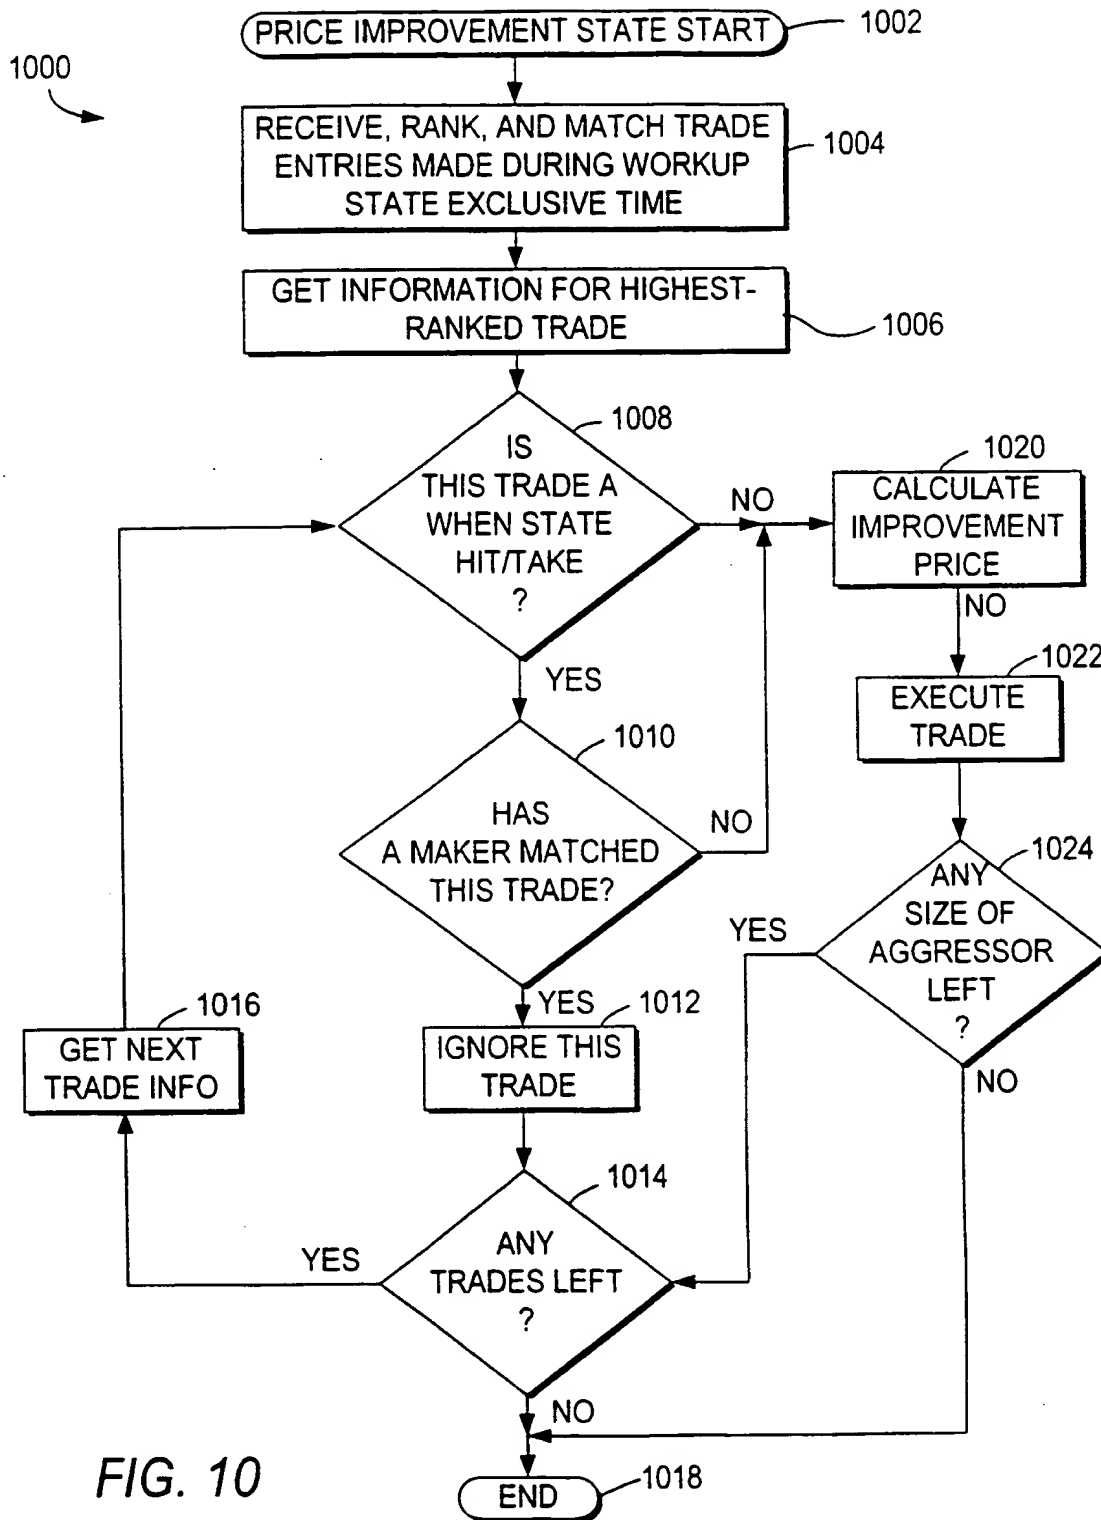 PRICE IMPROVEMENT STATE START
1002
1000
RECEIVE, RANK, AND MATCH TRADE
ENTRIES MADE DURING WORKUP
STATE EXCLUSIVE TIME
1004
GET INFORMATION FOR HIGHEST-
RANKED TRADE
1006
1008
IS
THIS TRADE A
WHEN STATE
HIT/TAKE
?
NO
YES
1020
CALCULATE
IMPROVEMENT
PRICE
NO
1022
EXECUTE
TRADE
1010
HAS
A MAKER MATCHED
THIS TRADE?
NO
YES
1024
ANY
SIZE OF
AGGRESSOR
LEFT
?
YES
NO
1016
GET NEXT
TRADE INFO
1012
IGNORE THIS
TRADE
1014
ANY
TRADES LEFT
?
YES
NO
END
1018
FIG. 10